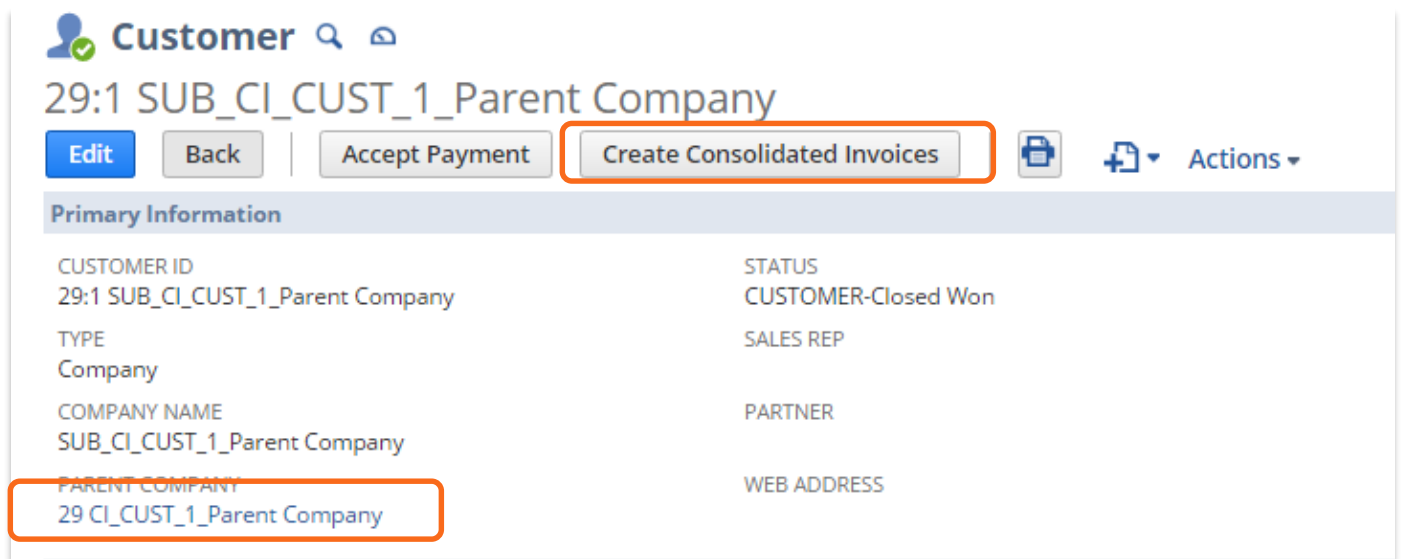 Customer
29:1 SUB_CI_CUST_1_Parent Company
Edit Back Accept Payment Create Consolidated Invoices Actions
Primary Information
CUSTOMER ID STATUS
29:1 SUB_CI_CUST_1_Parent Company CUSTOMER-Closed Won
TYPE SALES REP
Company
COMPANY NAME PARTNER
SUB_CI_CUST_1_Parent Company
PARENT COMPANY WEB ADDRESS
29 CI_CUST_1_Parent Company